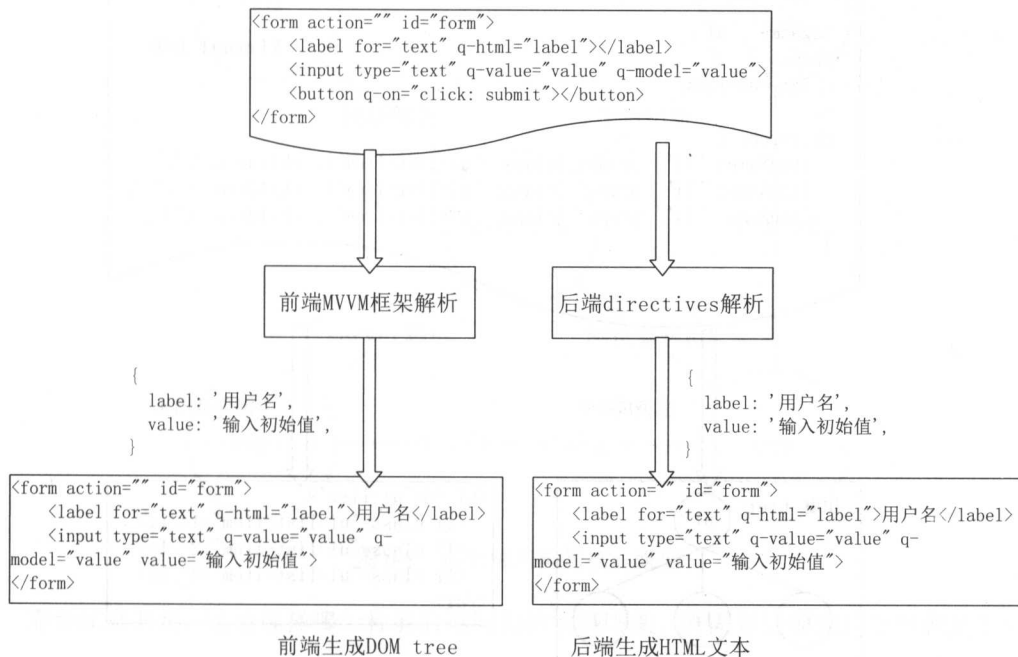 <form action="" id="form">
<label for="text" q-html="label"></label>
<input type="text" q-value="value" q-model="value">
<button q-on="click: submit"></button>
</form>
前端MVVM框架解析
后端directives解析
{
label: '用户名',
value: '输入初始值',
}
{
label: '用户名',
value: '输入初始值',
}
<form action="" id="form">
<label for="text" q-html="label">用户名</label>
<input type="text" q-value="value" q-
model="value" value="输入初始值">
</form>
<form action="" id="form">
<label for="text" q-html="label">用户名</label>
<input type="text" q-value="value" q-
model="value" value="输入初始值">
</form>
前端生成DOM tree
后端生成HTML文本